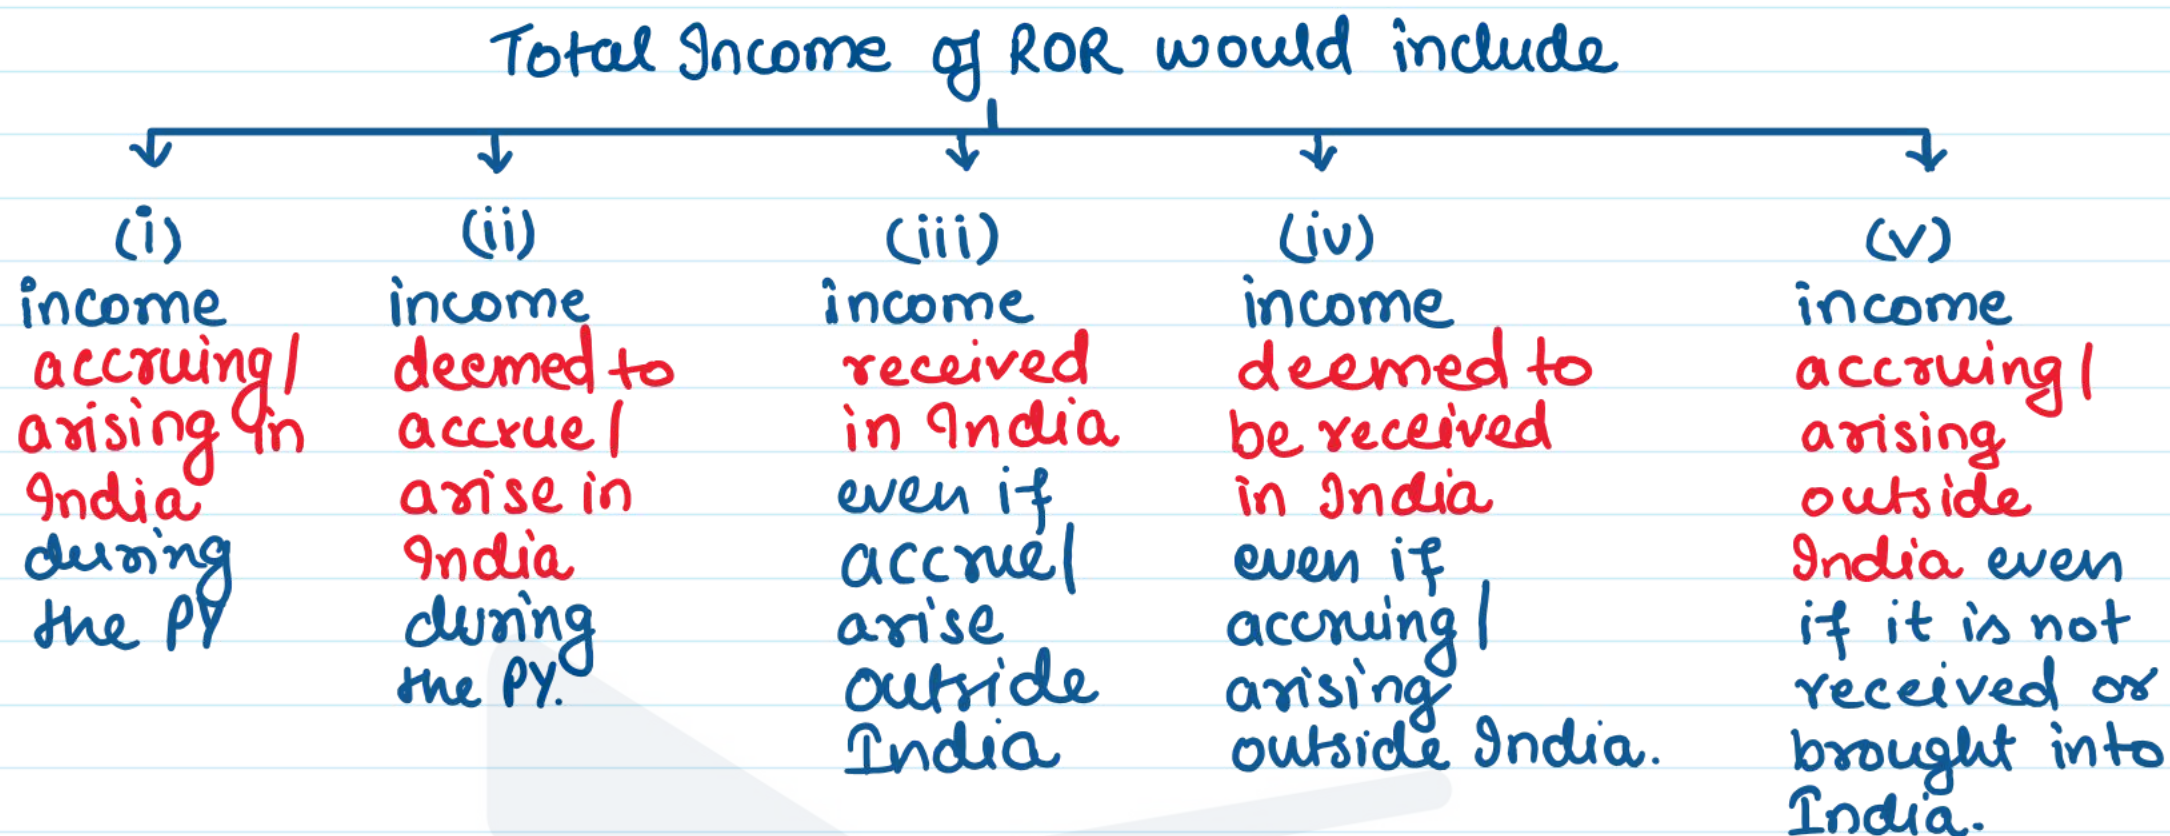 Total Income of ROR would include
(i)
income
accruing/
arising in
India
during
the PY
(ii)
income
deemed to
accrue/
arise in
India
during
the PY.
(iii)
income
received
in India
even if
accrue/
arise
outside
India
(iv)
income
deemed to
be received
in India
even if
accruing/
arising
outside India.
(v)
income
accruing/
arising
outside
India even
if it is not
received or
brought into
India.